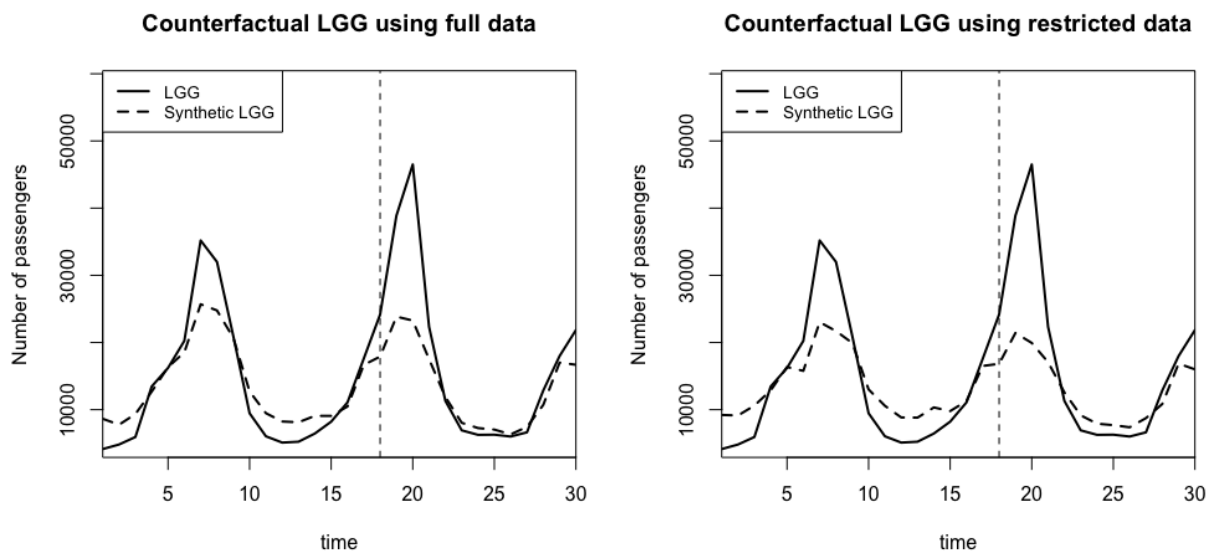 Counterfactual LGG using full data
LGG
Synthetic LGG
Number of passengers
10000
30000
50000
5 10 15 20 25 30
time
Counterfactual LGG using restricted data
LGG
Synthetic LGG
Number of passengers
10000
30000
50000
5 10 15 20 25 30
time